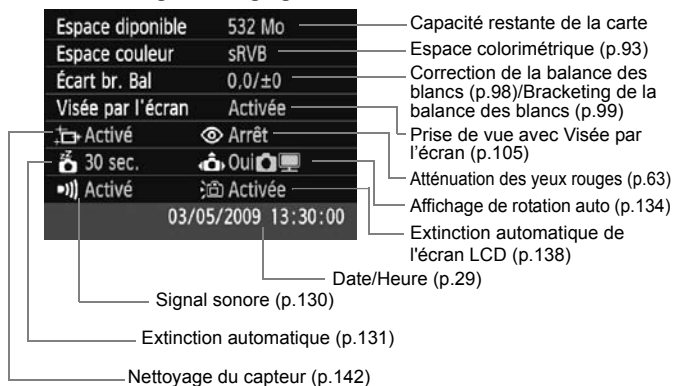 Espace diponible 532 Mo
Capacité restante de la carte
Espace couleur sRVB
Espace colorimétrique (p.93)
Écart br. Bal 0,0/±0
Correction de la balance des
blancs (p.98)/Bracketing de la
balance des blancs (p.99)
Visée par l'écran Activée
Prise de vue avec Visée par
l'écran (p.105)
Activé Arrêt
Atténuation des yeux rouges (p.63)
30 sec. Oui
Affichage de rotation auto (p.134)
Activé Activée
Extinction automatique de
l'écran LCD (p.138)
03/05/2009 13:30:00
Date/Heure (p.29)
Signal sonore (p.130)
Extinction automatique (p.131)
Nettoyage du capteur (p.142)